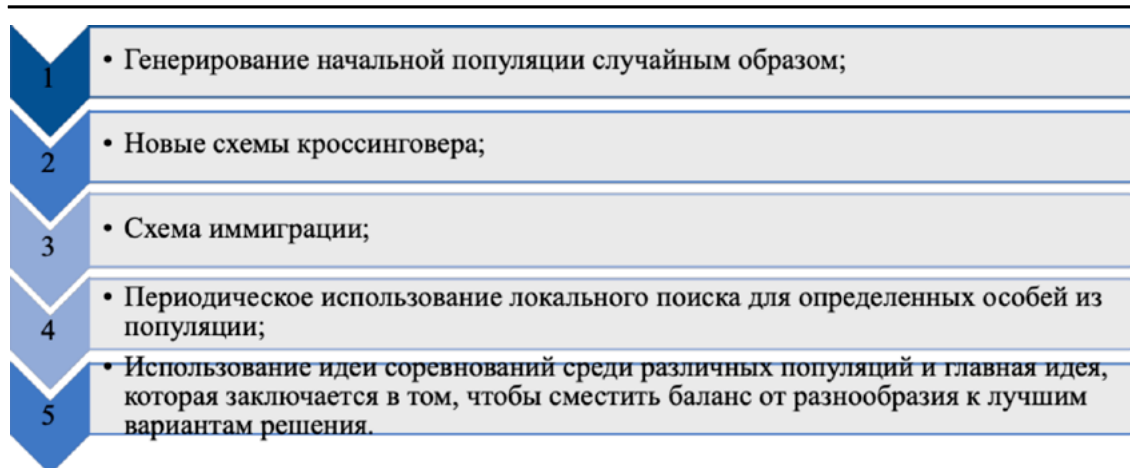 1
• Генерирование начальной популяции случайным образом;
2
• Новые схемы кроссинговера;
3
• Схема иммиграции;
4
• Периодическое использование локального поиска для определенных особей из
популяции;
5
• Использование идеи соревнований среди различных популяций и главная идея,
которая заключается в том, чтобы сместить баланс от разнообразия к лучшим
вариантам решения.